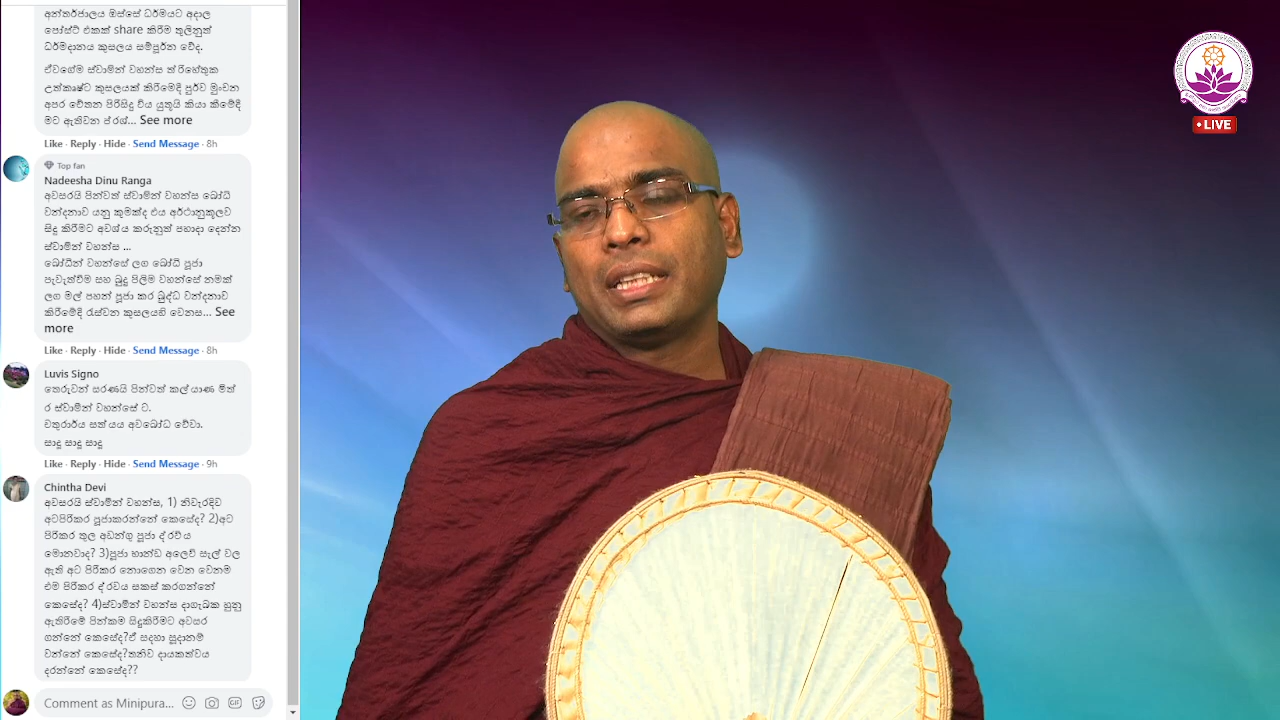 අන්තර්ජාලය ඔස්සේ ධර්මයට අදාල
පෝස්ට් එකක් share කිරීම තුලිනුත්
ධර්මදානය කුසලය සම්පූර්න වේද.
ඒවගේම ස්වාමීන් වහන්ස ත්‍රිහේතුක
උත්කෘෂ්ට කුසලයක් කිරීමෙදී පූර්ව මුංචන
අපර චේතන පිරිසිදු විය යුතුයි කියා කීමේදී
මට ඇතිවන ප්‍රශ්... See more
Like · Reply · Hide · Send Message · 8h
Top fan
Nadeesha Dinu Ranga
අවසරයි පින්වත් ස්වාමීන් වහන්ස බෝධි
වන්දනාව යනු කුමක්ද එය අර්ථානුකූලව
සිදු කිරීමට අවශ්‍ය කරුනුත් පහාදා දෙන්න
ස්වාමීන් වහන්ස ...
බෝධීන් වහන්සේ ලග බෝධි පූජා
පැවැත්වීම සහ බුදු පිලිම වහන්සේ නමක්
ලග මල් පහන් පූජා කර බුද්ධ වන්දනාව
කිරීමේදී රැස්වන කුසලයහි වෙනස... See
more
Like · Reply · Hide · Send Message · 8h
Luvis Signo
තෙරුවන් සරණයි පින්වත් කල්‍යාණ මිත්
ර ස්වාමීන් වහන්සේ ට.
චතුරාර්ය සත්‍යය අවබෝධ වේවා.
සාදු සාදු සාදු
Like · Reply · Hide · Send Message · 9h
Chintha Devi
අවසරයි ස්වාමීන් වහන්ස, 1) නිවැරදිව
අටපිරිකර පූජාකරන්නේ කෙසේද? 2)අට
පිරිකර තුල අඩන්ගු පූජා ද්‍රව්‍ය
මොනවාද? 3)පූජා භාන්ඩ අලෙවි සැල් වල
ඇති අට පිරිකර නොගෙන වෙන වෙනම
එම පිරිකර ද්‍රව්‍ය සකස් කරගන්නේ
කෙසේද? 4)ස්වාමීන් වහන්ස දාගැබක හුනු
ඇතිරීමේ පින්කම සිදුකිරීමට අවසර
ගන්නේ කෙසේද?ඒ සදහා සූදානම්
වන්නේ කෙසේද?තනිව දායකත්වය
දරන්නේ කෙසේද??
Comment as Minipura...
GIF
LIVE